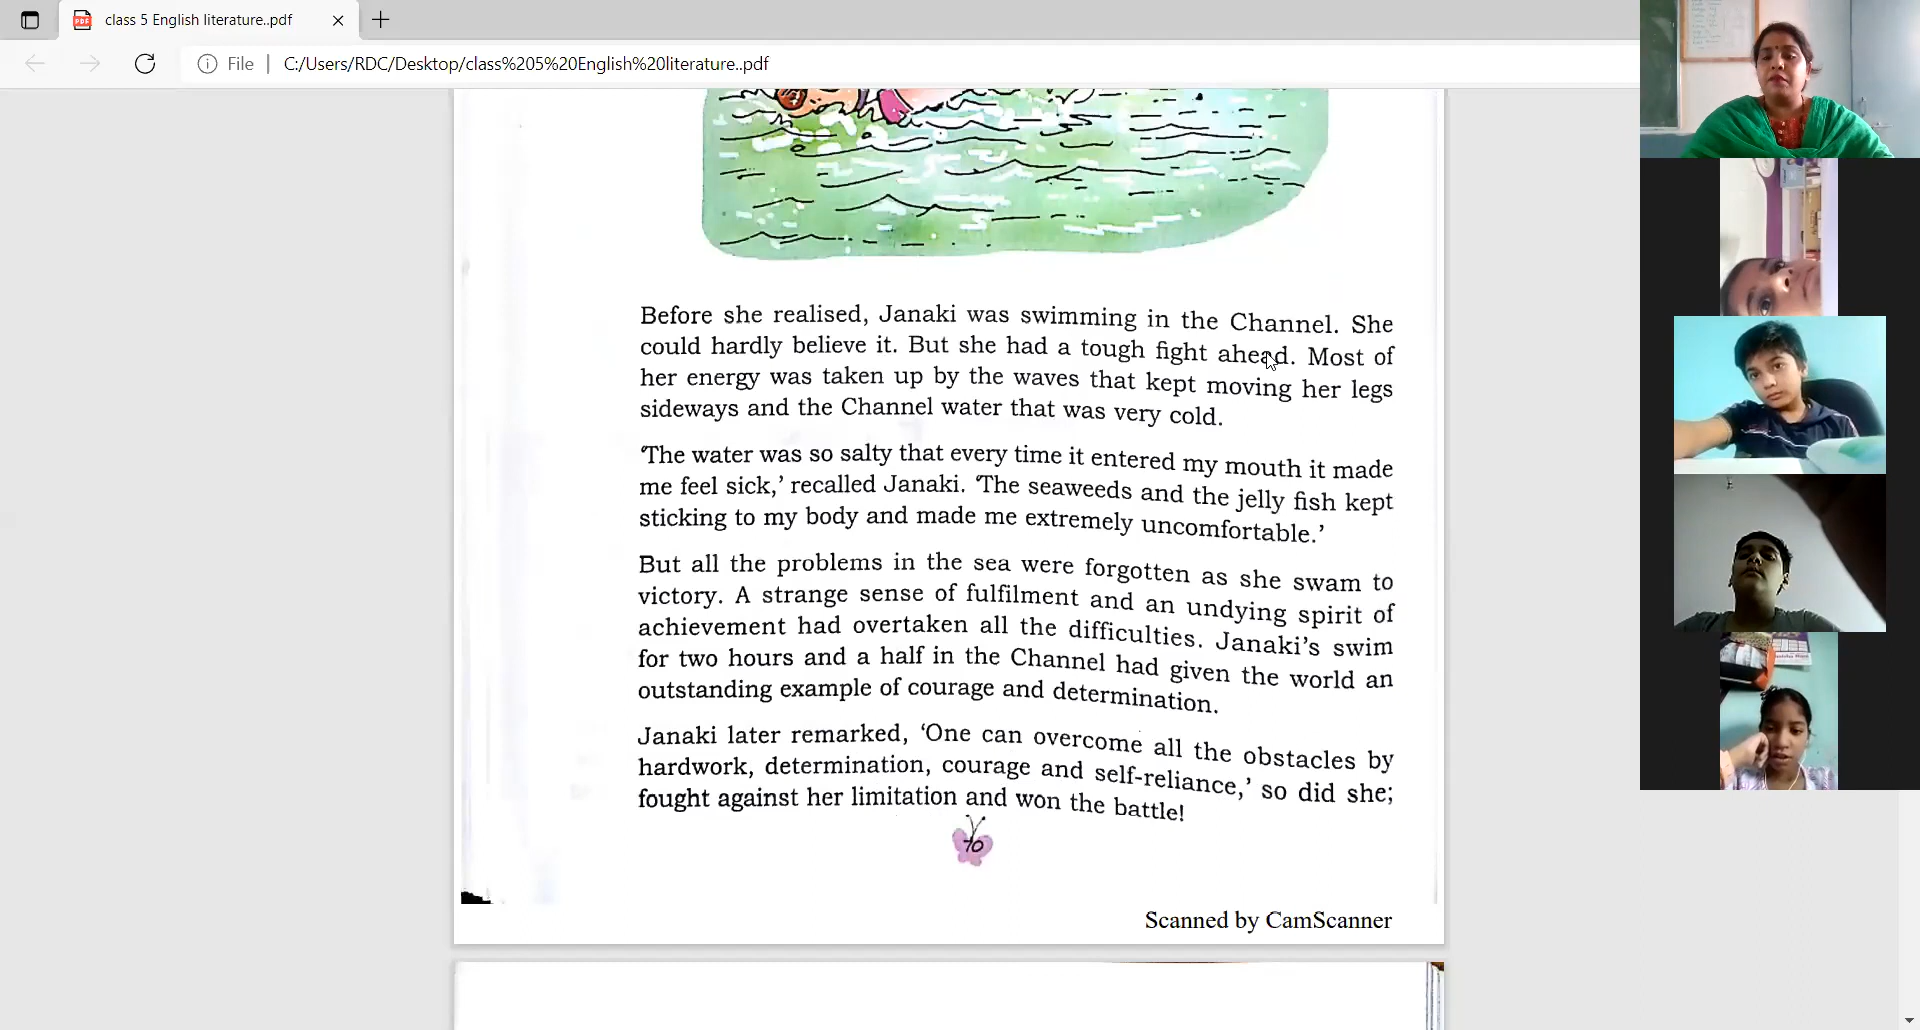 class 5 English literature..pdf
File
C:/Users/RDC/Desktop/class%205%20English%20literature..pdf
Before she realised, Janaki was swimming in the Channel. She
could hardly believe it. But she had a tough fight ahead. Most of
her energy was taken up by the waves that kept moving her legs
sideways and the Channel water that was very cold.
‘The water was so salty that every time it entered my mouth it made
me feel sick,’ recalled Janaki. ‘The seaweeds and the jelly fish kept
sticking to my body and made me extremely uncomfortable.’
But all the problems in the sea were forgotten as she swam to
victory. A strange sense of fulfilment and an undying spirit of
achievement had overtaken all the difficulties. Janaki’s swim
for two hours and a half in the Channel had given the world an
outstanding example of courage and determination.
Janaki later remarked, ‘One can overcome all the obstacles by
hardwork, determination, courage and self-reliance,’ so did she;
fought against her limitation and won the battle!
70
Scanned by CamScanner